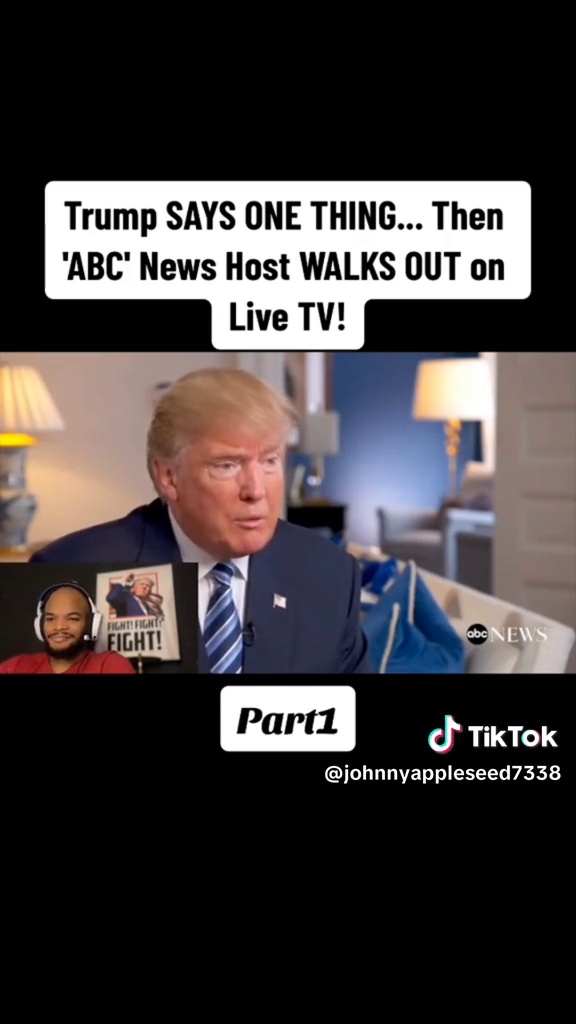 Trump SAYS ONE THING... Then
'ABC' News Host WALKS OUT on
Live TV!
FIGHT! FIGHT!
FIGHT!
abc NEWS
Part1
TikTok
@johnnyappleseed7338